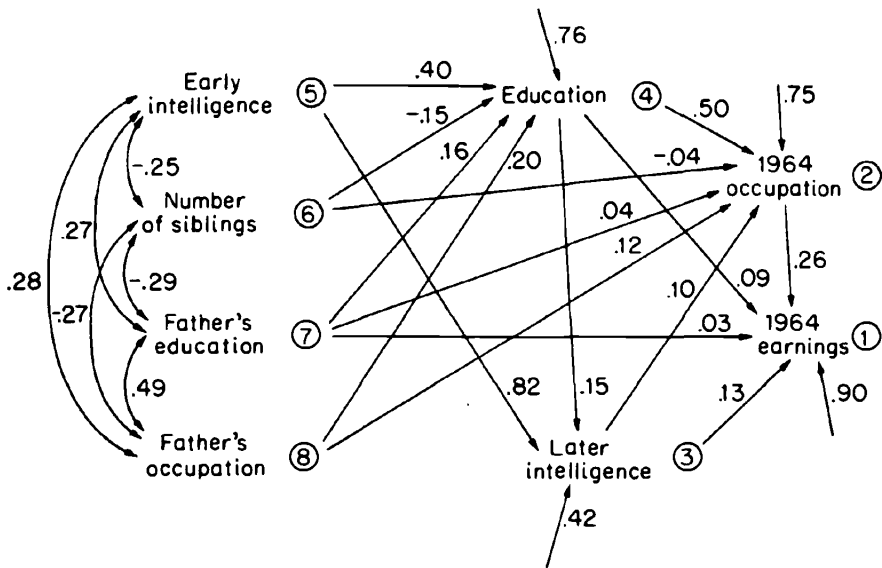 .76
Early
intelligence
⑤
.40
Education
④
.50
.75
-.15
-.25
.16
.20
-.04
1964
occupation
②
Number
of siblings
⑥
.27
.04
.12
.28
-.29
.26
-.27
.10
.09
Father's
education
⑦
.03
1964
earnings
①
.49
.82
.15
.13
.90
Father's
occupation
⑧
Later
intelligence
③
.42